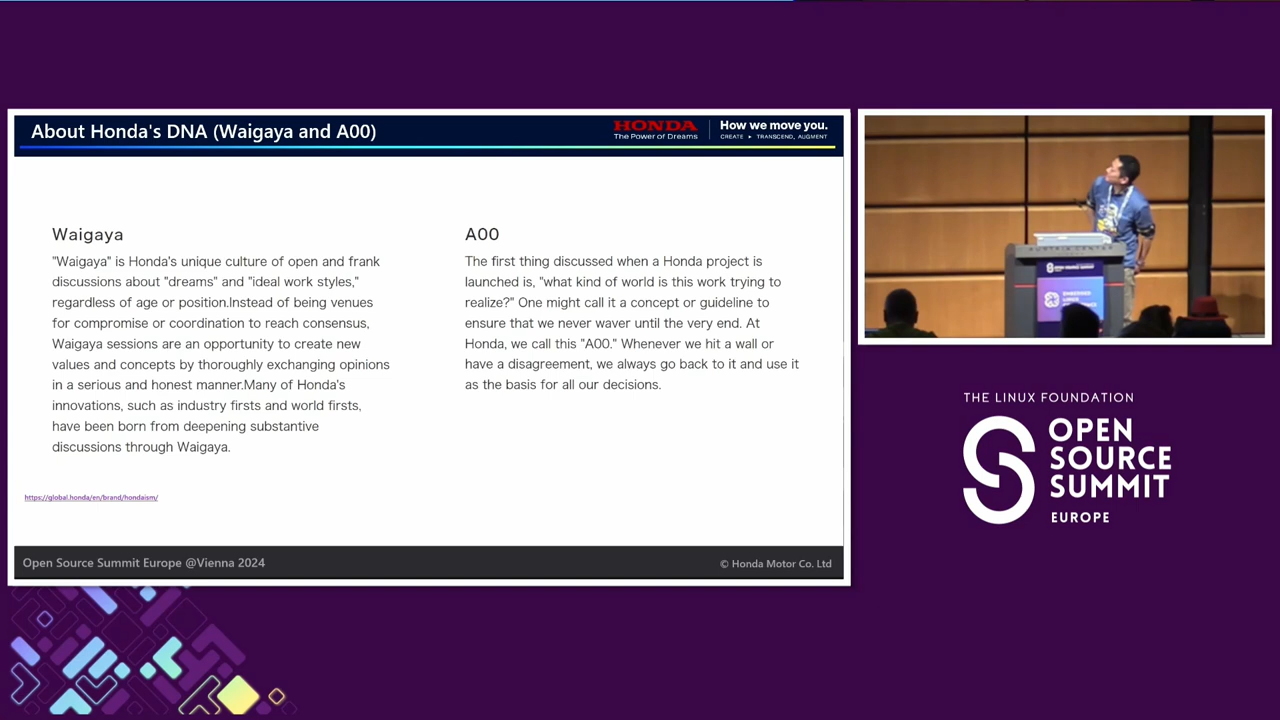 About Honda's DNA (Waigaya and A00)
HONDA
The Power of Dreams
How we move you.
CREATE ▸ TRANSCEND, AUGMENT
Waigaya
"Waigaya" is Honda's unique culture of open and frank
discussions about "dreams" and "ideal work styles,"
regardless of age or position.Instead of being venues
for compromise or coordination to reach consensus,
Waigaya sessions are an opportunity to create new
values and concepts by thoroughly exchanging opinions
in a serious and honest manner.Many of Honda's
innovations, such as industry firsts and world firsts,
have been born from deepening substantive
discussions through Waigaya.
A00
The first thing discussed when a Honda project is
launched is, "what kind of world is this work trying to
realize?" One might call it a concept or guideline to
ensure that we never waver until the very end. At
Honda, we call this "A00." Whenever we hit a wall or
have a disagreement, we always go back to it and use it
as the basis for all our decisions.
https://global.honda/en/brand/hondaism/
Open Source Summit Europe @Vienna 2024
© Honda Motor Co. Ltd
OPEN SOURCE SUMMIT
EMBEDDED
LINUX
THE LINUX FOUNDATION
OPEN
SOURCE
SUMMIT
EUROPE